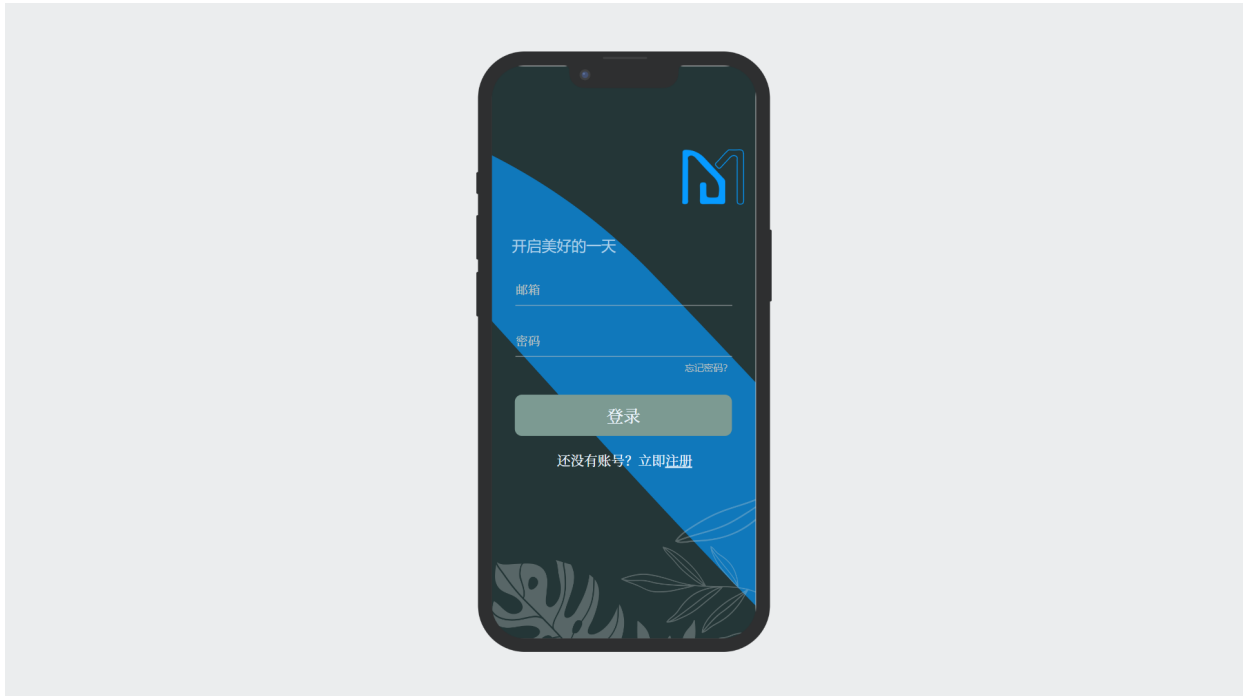 开启美好的一天
邮箱
密码
忘记密码?
登录
还没有账号？立即注册